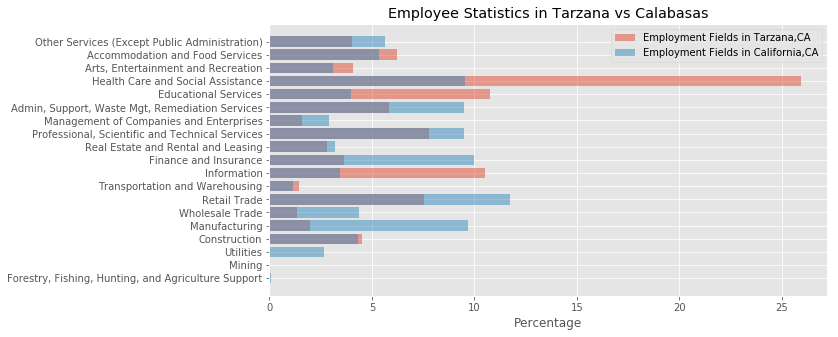 Employee Statistics in Tarzana vs Calabasas
Employment Fields in Tarzana,CA
Employment Fields in California,CA
Other Services (Except Public Administration)
Accommodation and Food Services
Arts, Entertainment and Recreation
Health Care and Social Assistance
Educational Services
Admin, Support, Waste Mgt, Remediation Services
Management of Companies and Enterprises
Professional, Scientific and Technical Services
Real Estate and Rental and Leasing
Finance and Insurance
Information
Transportation and Warehousing
Retail Trade
Wholesale Trade
Manufacturing
Construction
Utilities
Mining
Forestry, Fishing, Hunting, and Agriculture Support
0 5 10 15 20 25
Percentage